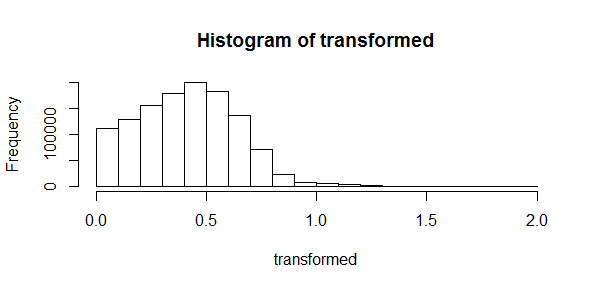 Histogram of transformed
Frequency
100000
0
0.0 0.5 1.0 1.5 2.0
transformed